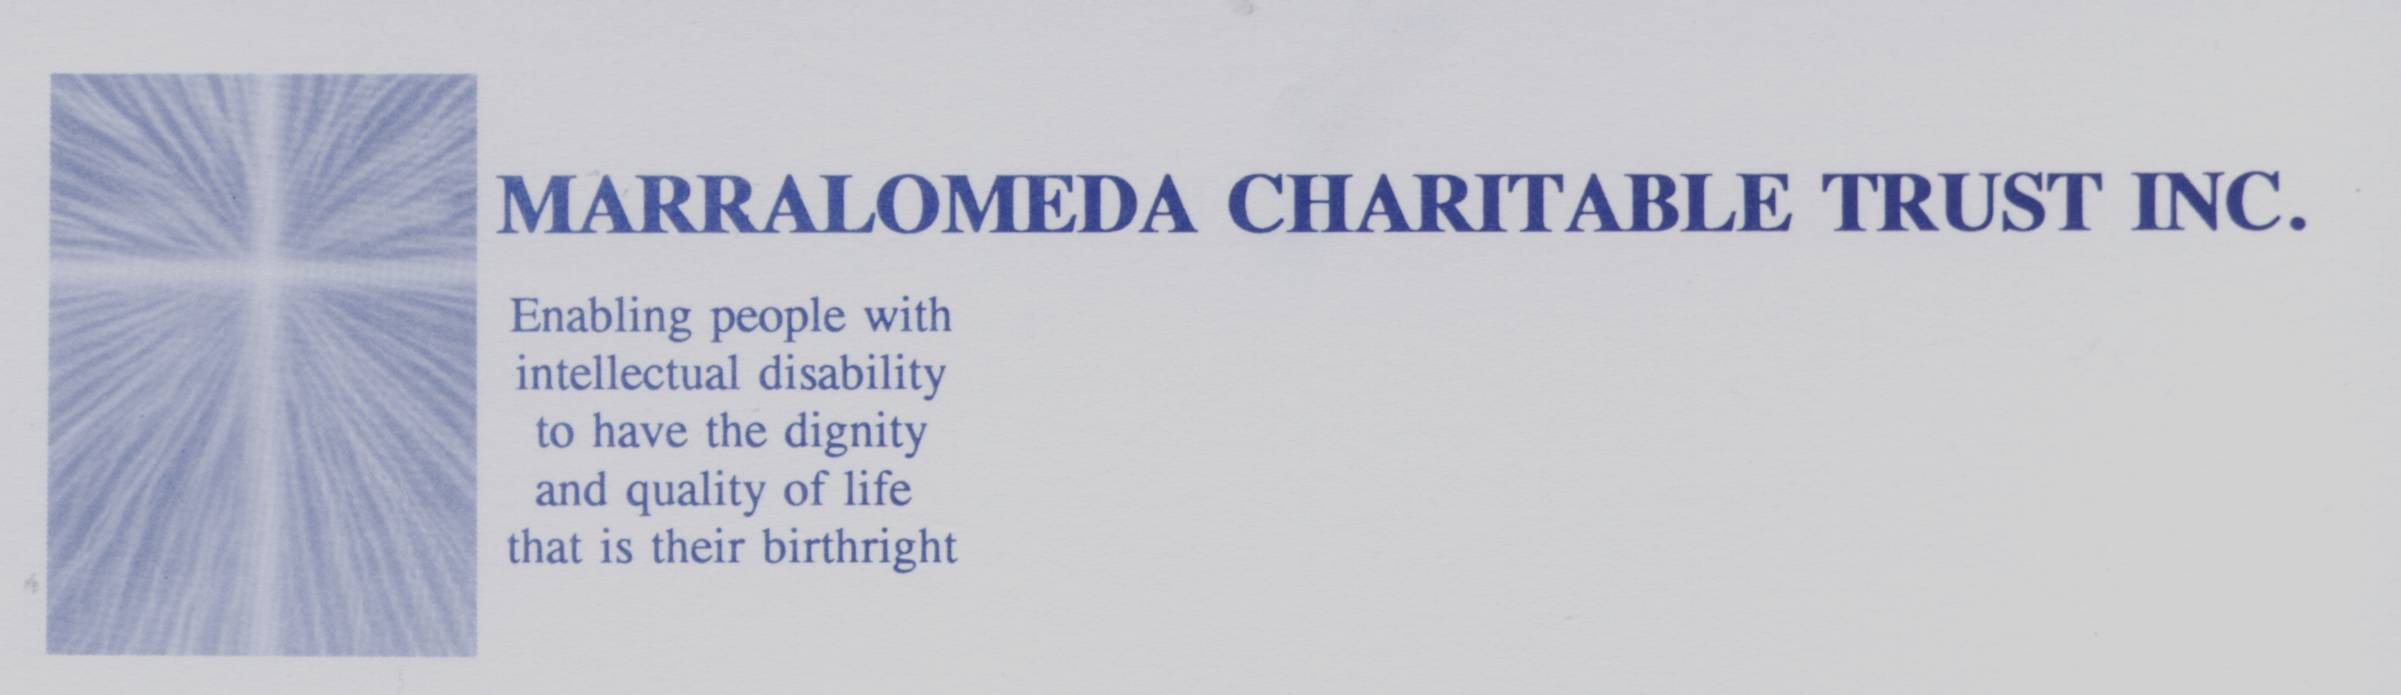 MARRALOMEDA CHARITABLE TRUST INC.
Enabling people with
intellectual disability
to have the dignity
and quality of life
that is their birthright